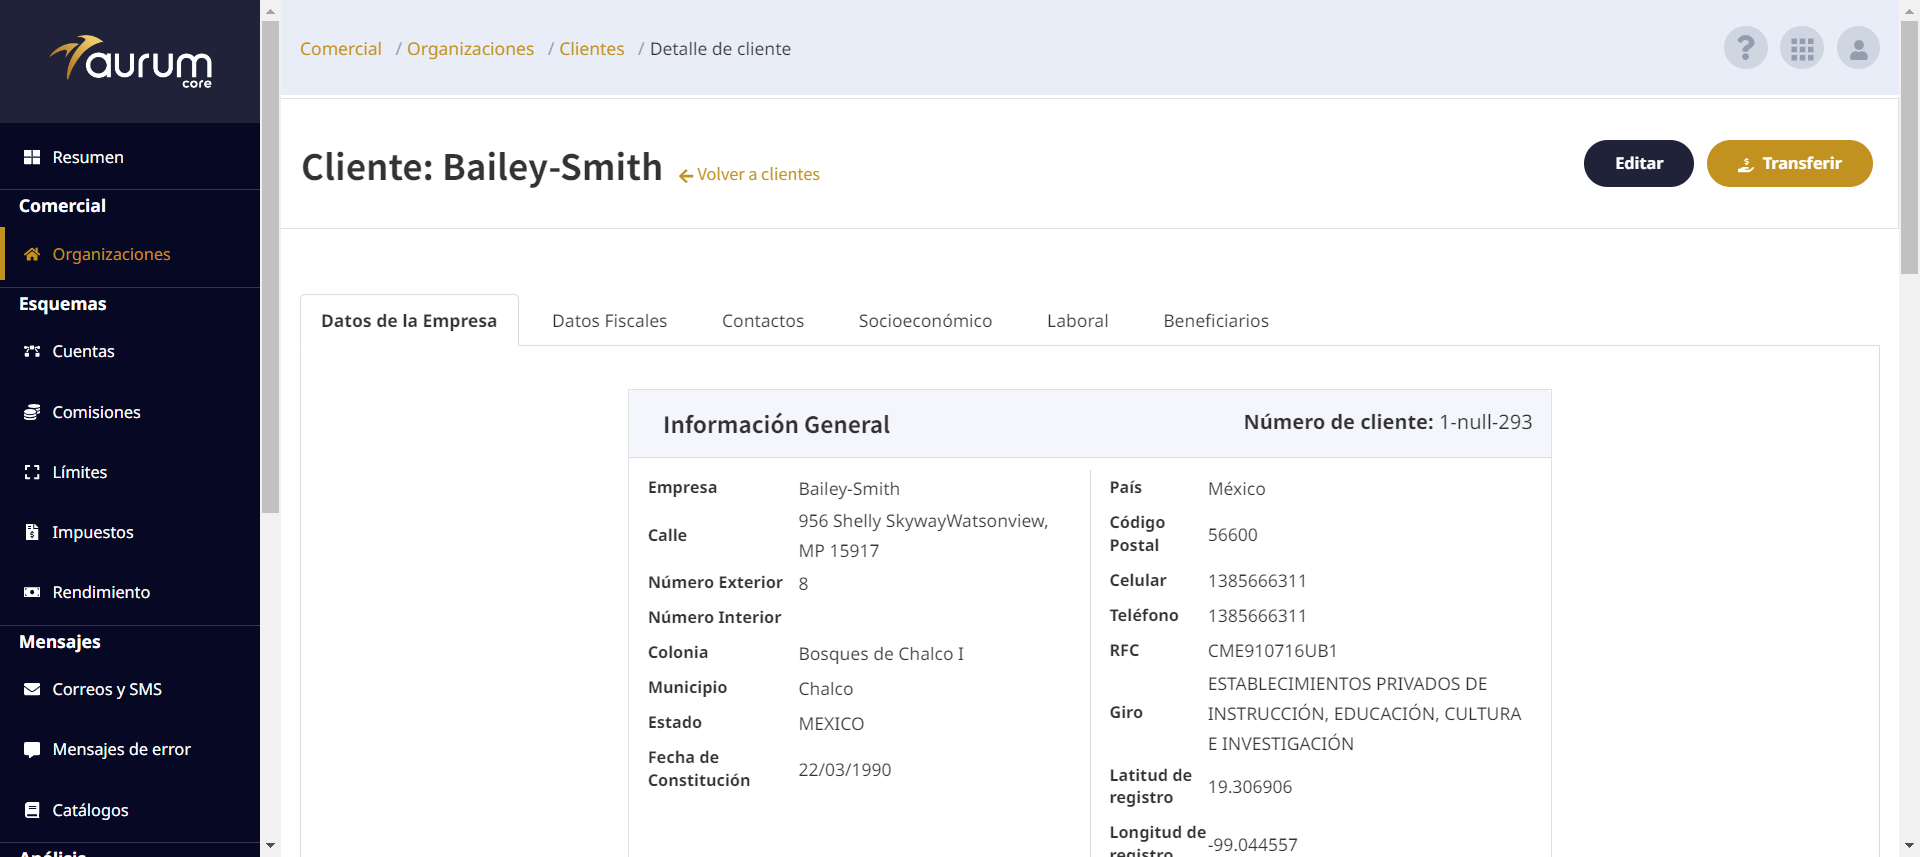 aurum
core
Resumen
Comercial
Organizaciones
Esquemas
Cuentas
Comisiones
Límites
Impuestos
Rendimiento
Mensajes
Correos y SMS
Mensajes de error
Catálogos
Análisis
Comercial / Organizaciones / Clientes / Detalle de cliente
?
Cliente: Bailey-Smith
Volver a clientes
Editar
Transferir
Datos de la Empresa
Datos Fiscales
Contactos
Socioeconómico
Laboral
Beneficiarios
Información General
Número de cliente: 1-null-293
Empresa
Bailey-Smith
Calle
956 Shelly SkywayWatsonview,
MP 15917
Número Exterior
8
Número Interior
Colonia
Bosques de Chalco I
Municipio
Chalco
Estado
MEXICO
Fecha de
Constitución
22/03/1990
País
México
Código
Postal
56600
Celular
1385666311
Teléfono
1385666311
RFC
CME910716UB1
Giro
ESTABLECIMIENTOS PRIVADOS DE
INSTRUCCIÓN, EDUCACIÓN, CULTURA
E INVESTIGACIÓN
Latitud de
registro
19.306906
Longitud de
registro
-99.044557